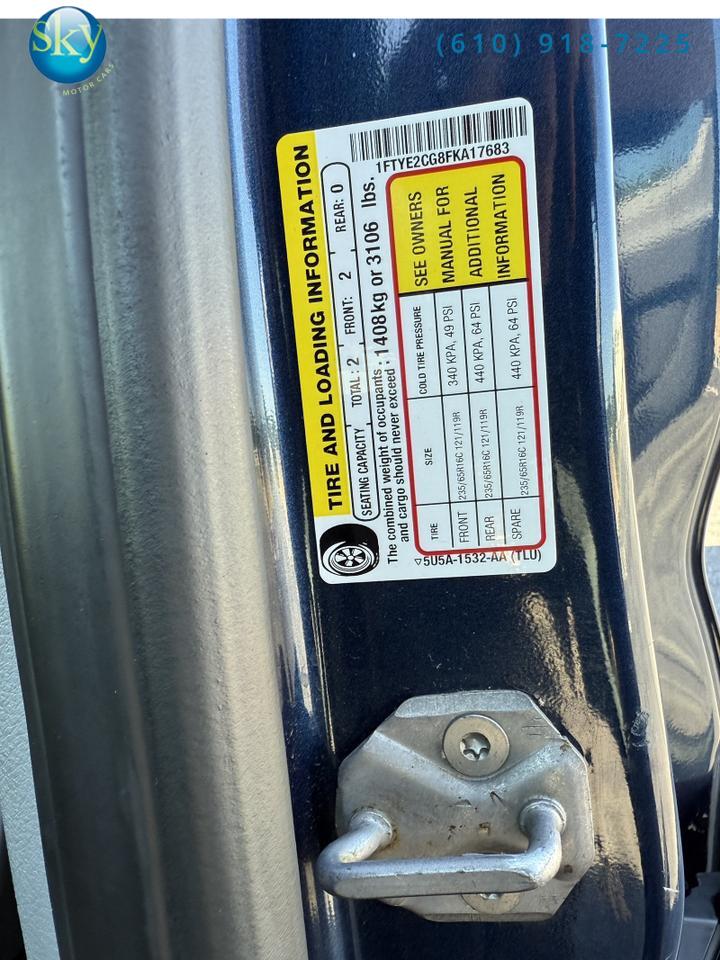 Sky
MOTOR CARS
(610) 918-7225
1FTYE2CG8FKA17683
TIRE AND LOADING INFORMATION
SEATING CAPACITY TOTAL: 2 FRONT: 2 REAR: 0
The combined weight of occupants : 1408 kg or 3106 lbs.
and cargo should never exceed
TIRE SIZE COLD TIRE PRESSURE
FRONT 235/65R16C 121/119R 340 KPA, 49 PSI
REAR 235/65R16C 121/119R 440 KPA, 64 PSI
SPARE 235/65R16C 121/119R 440 KPA, 64 PSI
SEE OWNERS
MANUAL FOR
ADDITIONAL
INFORMATION
5U5A-1532-AA (TLU)